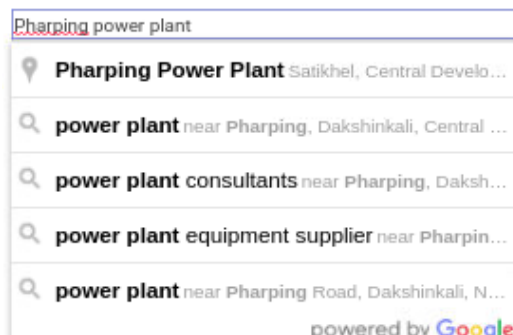 Pharping power plant
Pharping Power Plant Satikhel, Central Develo...
power plant near Pharping, Dakshinkali, Central ...
power plant consultants near Pharping, Daksh...
power plant equipment supplier near Pharpin...
power plant near Pharping Road, Dakshinkali, N...
powered by Google